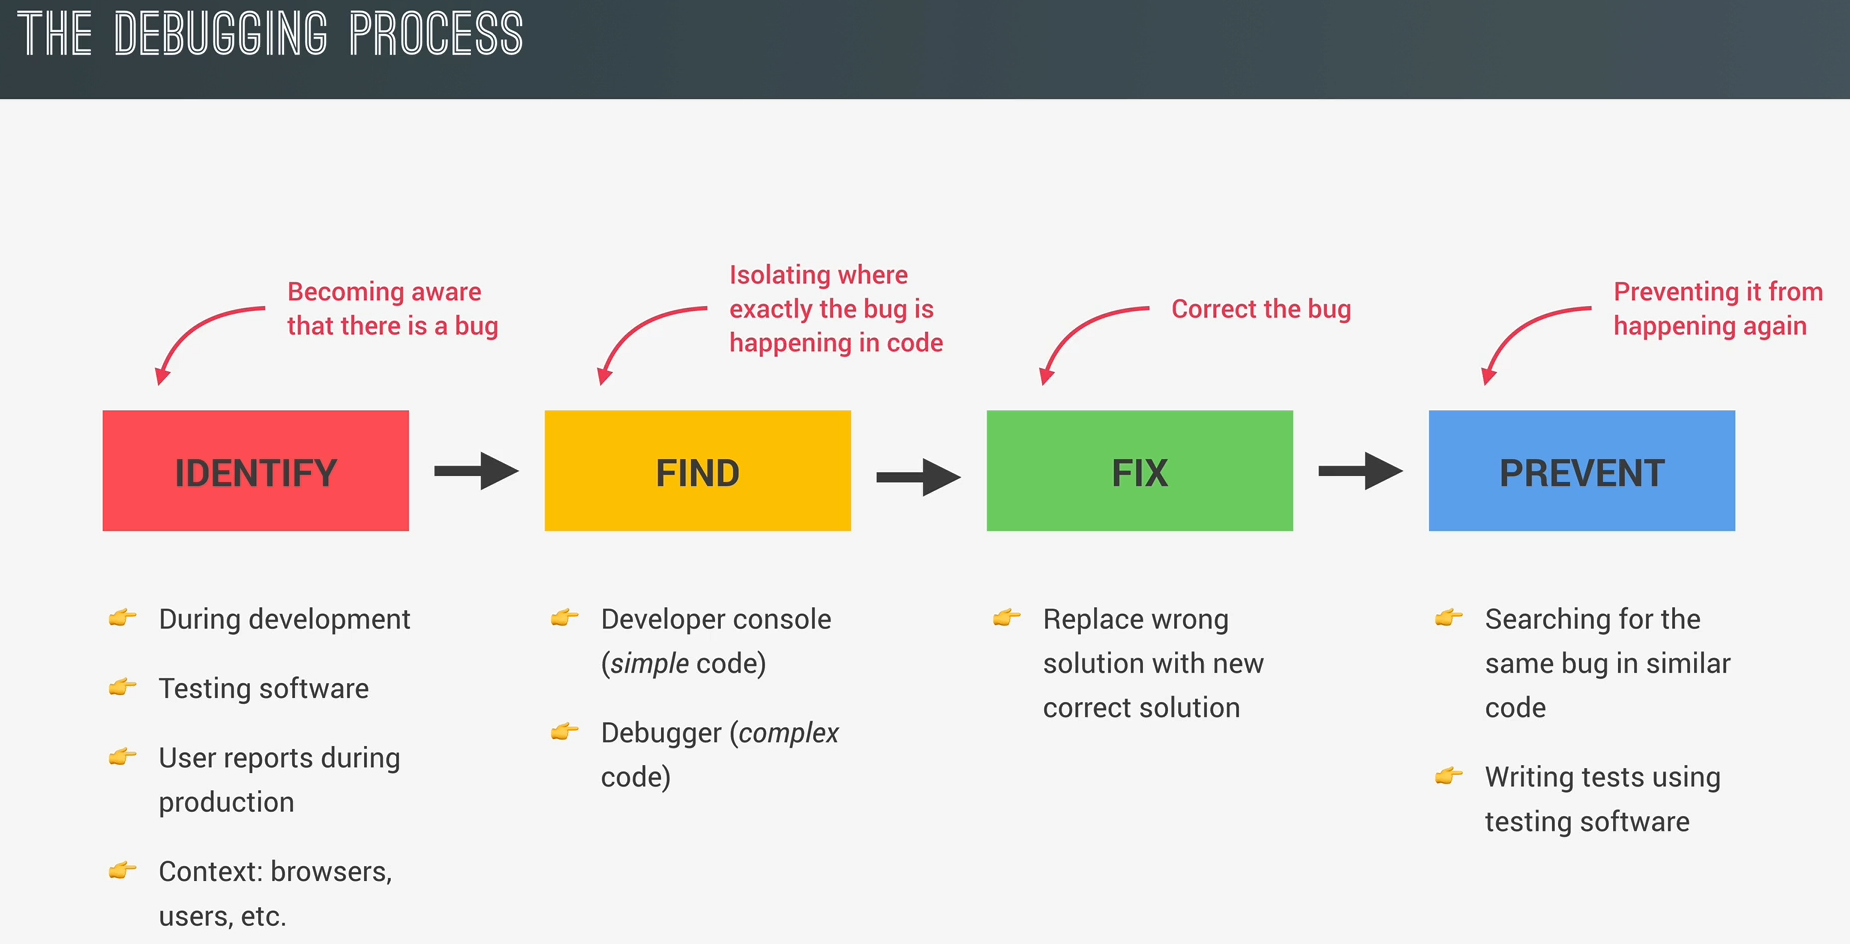 THE DEBUGGING PROCESS
Becoming aware
that there is a bug
Isolating where
exactly the bug is
happening in code
Correct the bug
Preventing it from
happening again
IDENTIFY
FIND
FIX
PREVENT
During development
Testing software
User reports during
production
Context: browsers,
users, etc.
Developer console
(simple code)
Debugger (complex
code)
Replace wrong
solution with new
correct solution
Searching for the
same bug in similar
code
Writing tests using
testing software